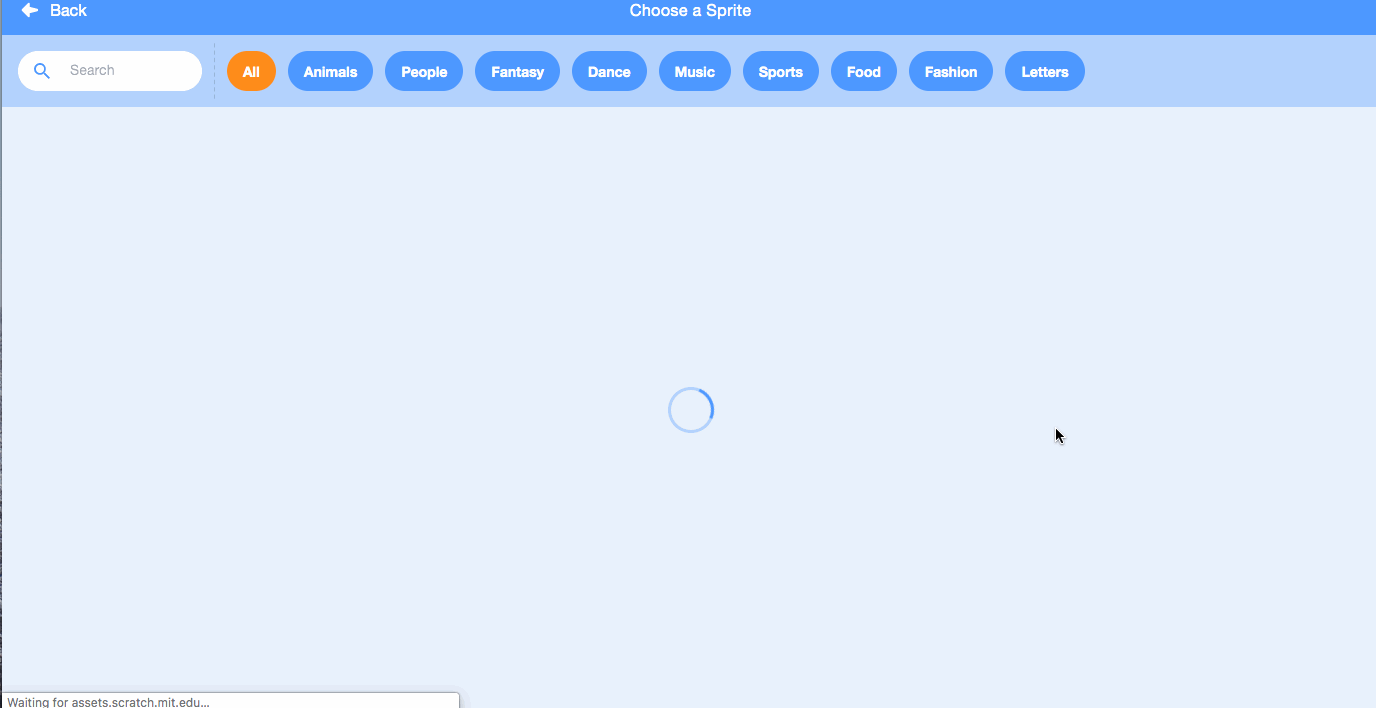 Back
Choose a Sprite
Search
All
Animals
People
Fantasy
Dance
Music
Sports
Food
Fashion
Letters
Waiting for assets.scratch.mit.edu...